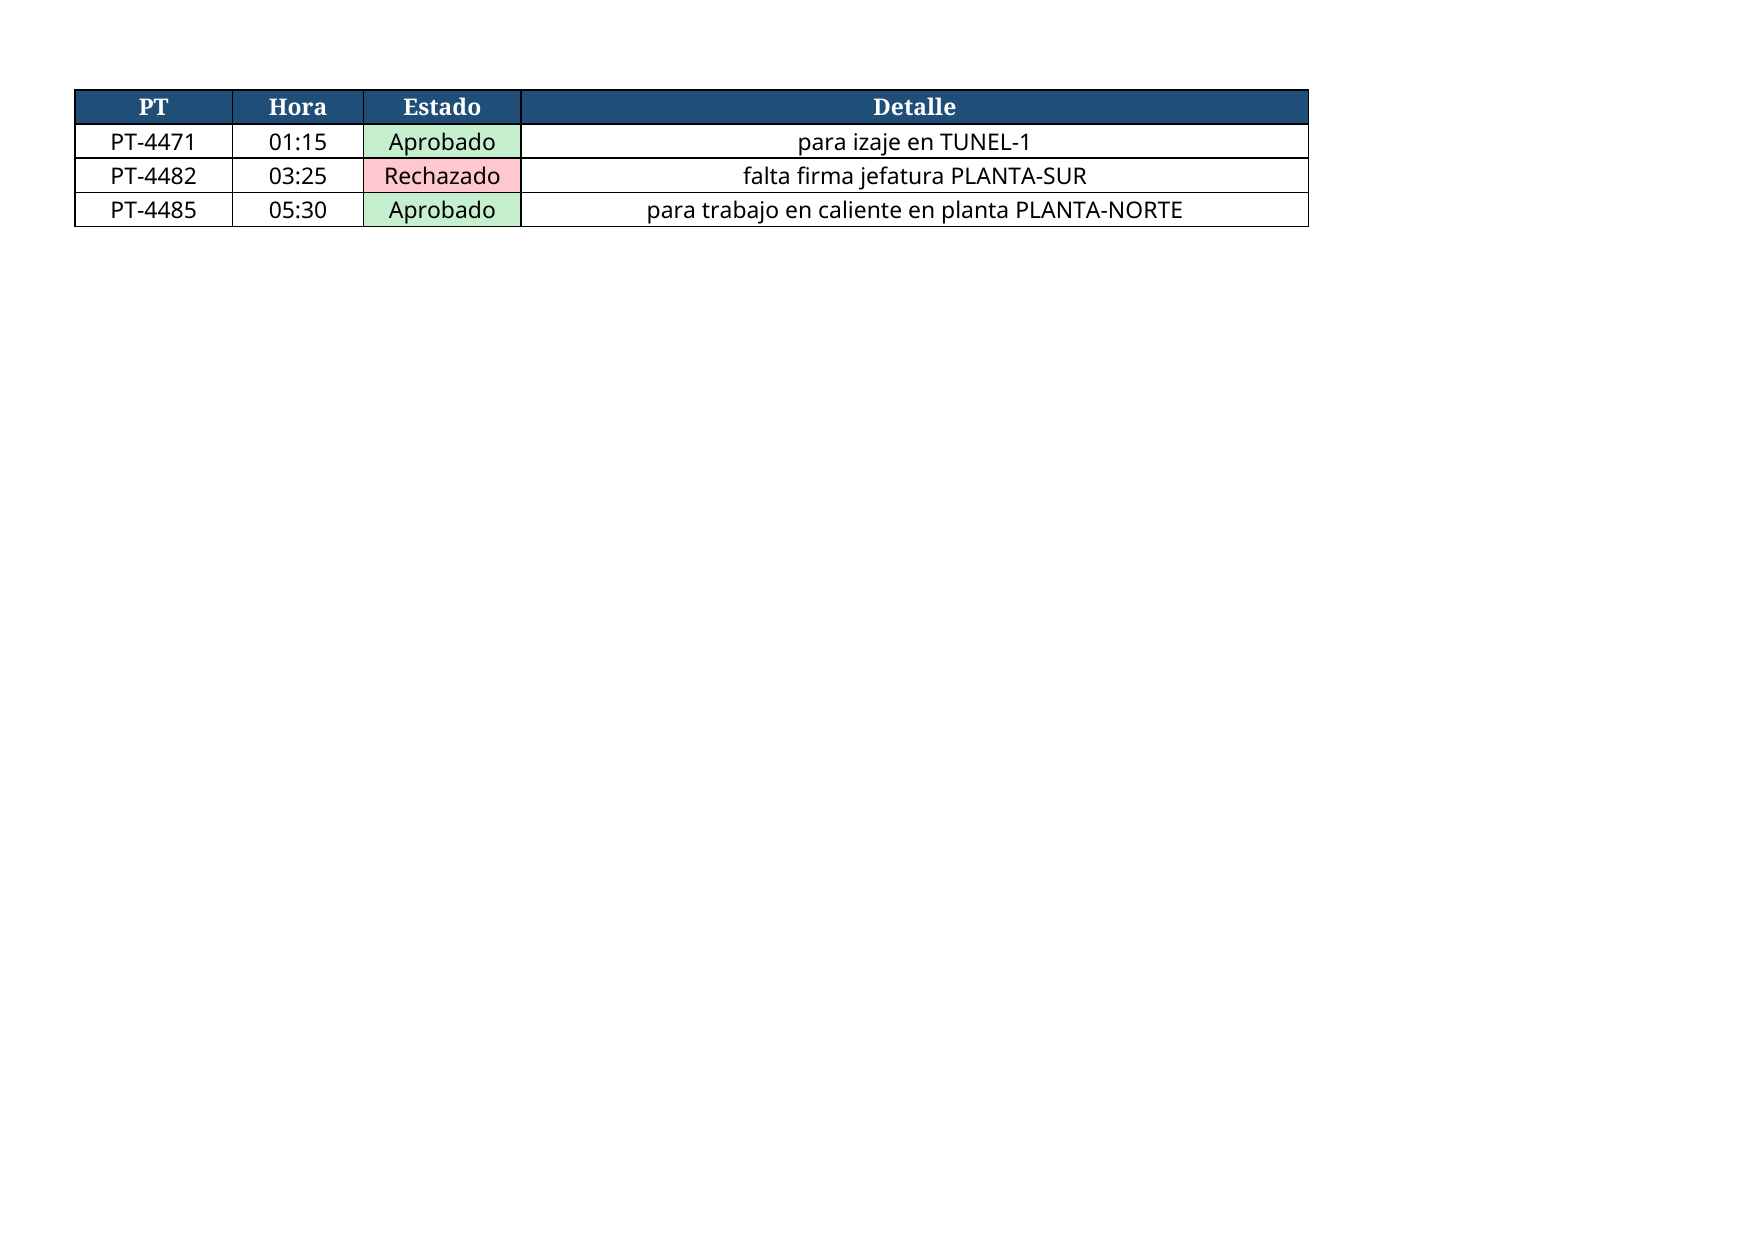 PT Hora Estado Detalle
PT-4471 01:15 Aprobado para izaje en TUNEL-1
PT-4482 03:25 Rechazado falta firma jefatura PLANTA-SUR
PT-4485 05:30 Aprobado para trabajo en caliente en planta PLANTA-NORTE